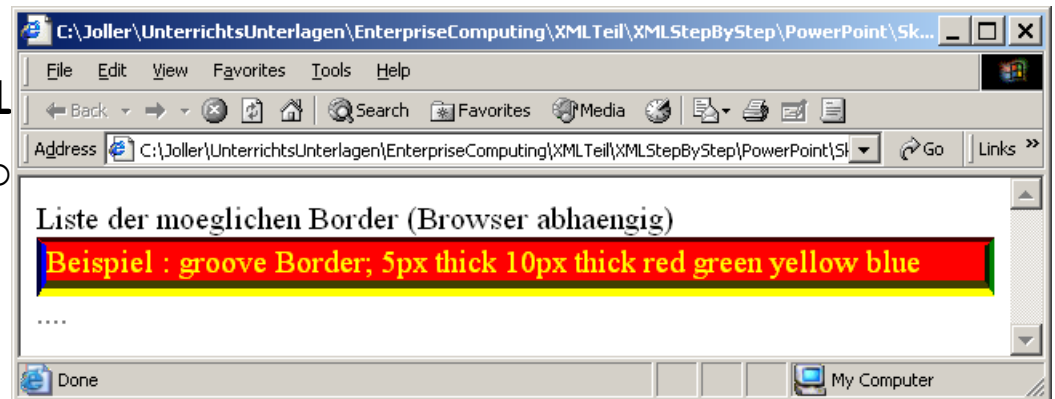 C:\Joller\UnterrichtsUnterlagen\EnterpriseComputing\XMLTeil\XMLStepByStep\PowerPoint\Sk...
File Edit View Favorites Tools Help
Back Search Favorites Media
Address C:\Joller\UnterrichtsUnterlagen\EnterpriseComputing\XMLTeil\XMLStepByStep\PowerPoint\Sk Go Links »
Liste der moeglichen Border (Browser abhaengig)
Beispiel : groove Border; 5px thick 10px thick red green yellow blue
....
Done My Computer